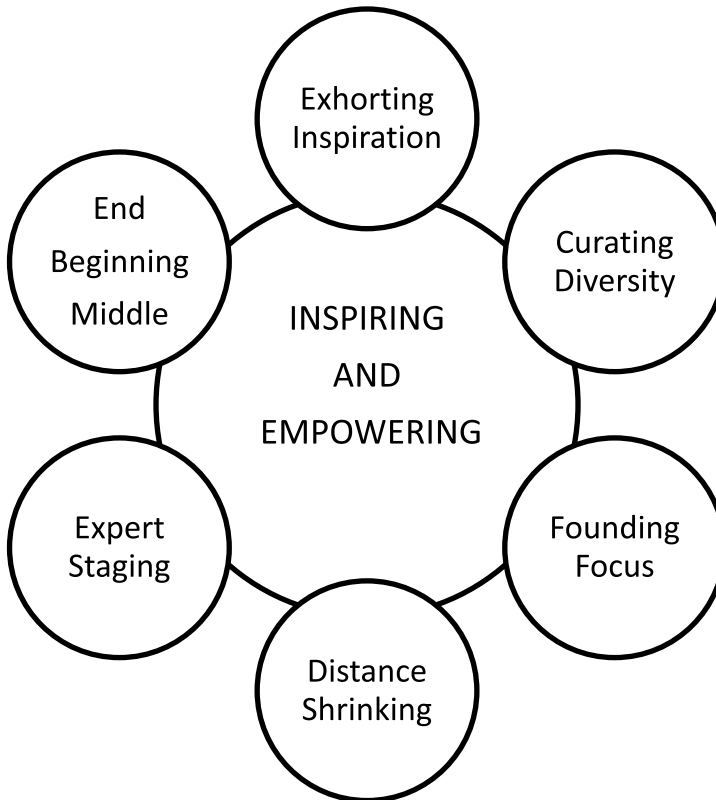 Exhorting
Inspiration
Curating
Diversity
Founding
Focus
Distance
Shrinking
Expert
Staging
End
Beginning
Middle
INSPIRING
AND
EMPOWERING